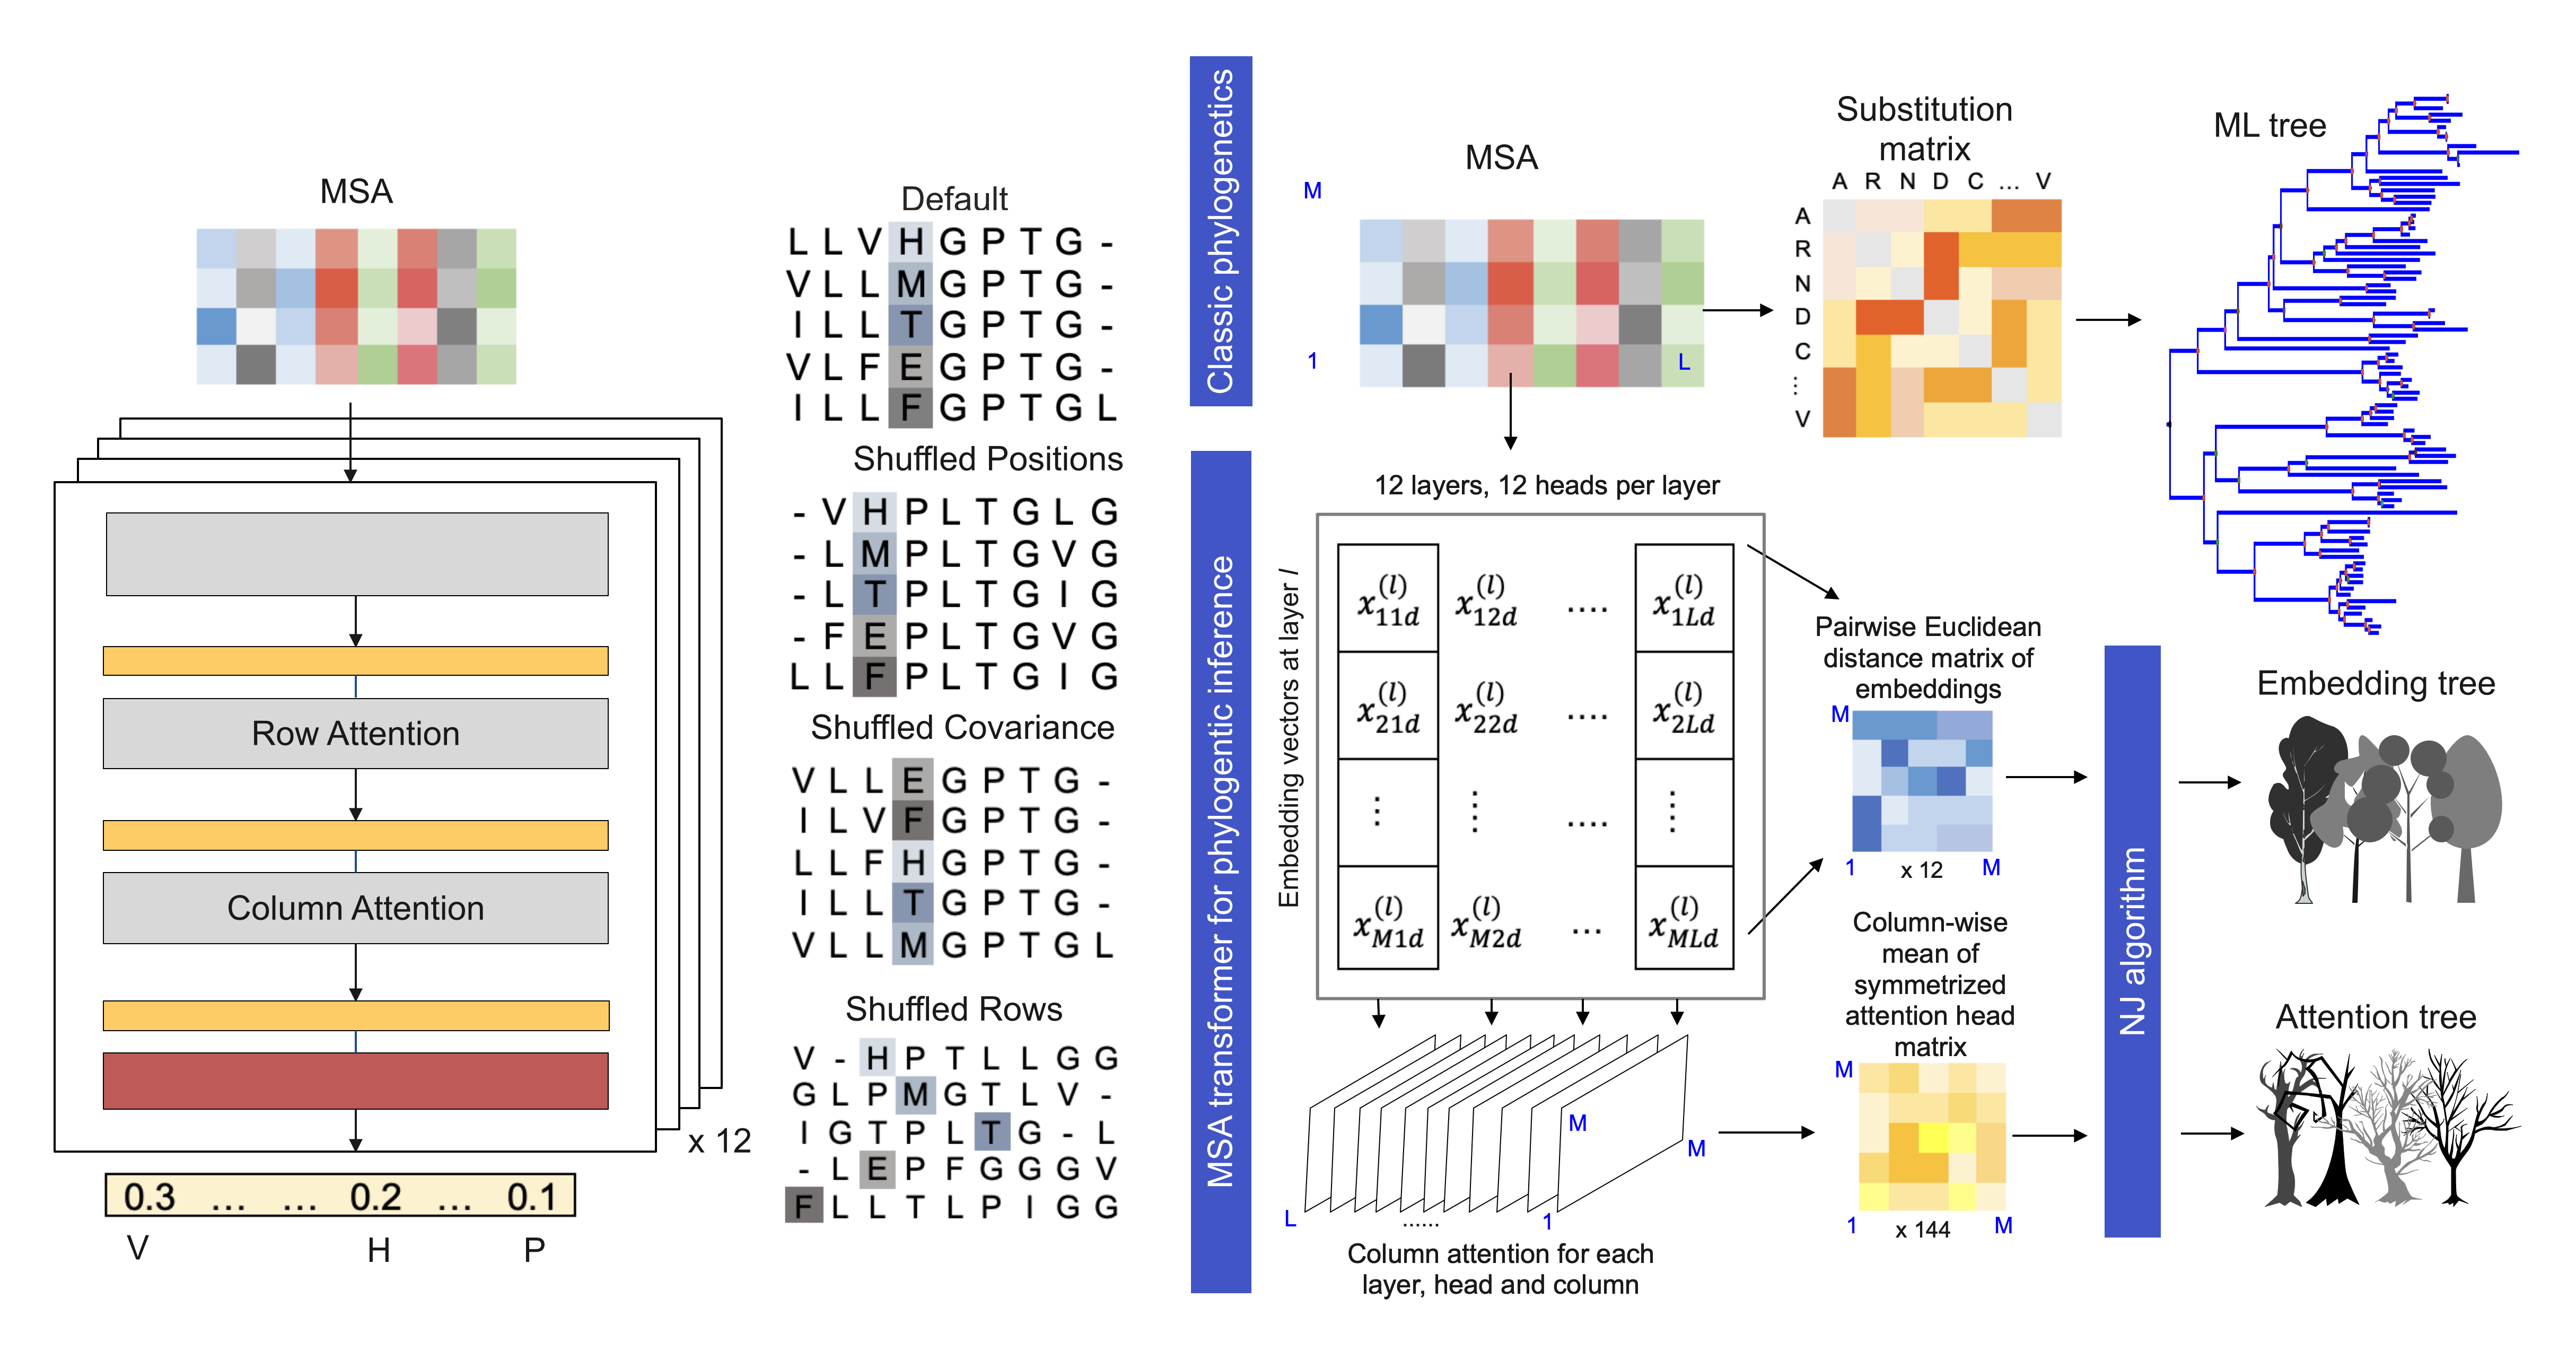 MSA
Row Attention
Column Attention
x 12
0.3 ... ... 0.2 ... 0.1
V H P
Default
L L V H G P T G -
V L L M G P T G -
I L L T G P T G -
V L F E G P T G -
I L L F G P T G L
Shuffled Positions
- V H P L T G L G
- L M P L T G V G
- L T P L T G I G
- F E P L T G V G
L L F P L T G I G
Shuffled Covariance
V L L E G P T G -
I L V F G P T G -
L L F H G P T G -
I L L T G P T G -
V L L M G P T G L
Shuffled Rows
V - H P T L L G G
G L P M G T L V -
I G T P L T G - L
- L E P F G G G V
F L L T L P I G G
Classic phylogenetics
MSA
M
1
L
Substitution
matrix
A R N D C ... V
A
R
N
D
C
⋮
V
ML tree
MSA transformer for phylogentic inference
12 layers, 12 heads per layer
Embedding vectors at layer l
x_{11d}^{(l)} x_{12d}^{(l)} .... x_{1Ld}^{(l)}
x_{21d}^{(l)} x_{22d}^{(l)} .... x_{2Ld}^{(l)}
⋮ ⋮ .... ⋮
x_{M1d}^{(l)} x_{M2d}^{(l)} ... x_{MLd}^{(l)}
M
M
L ...... 1
Column attention for each
layer, head and column
Pairwise Euclidean
distance matrix of
embeddings
M
1 x 12 M
Column-wise
mean of
symmetrized
attention head
matrix
M
1 x 144 M
NJ algorithm
Embedding tree
Attention tree